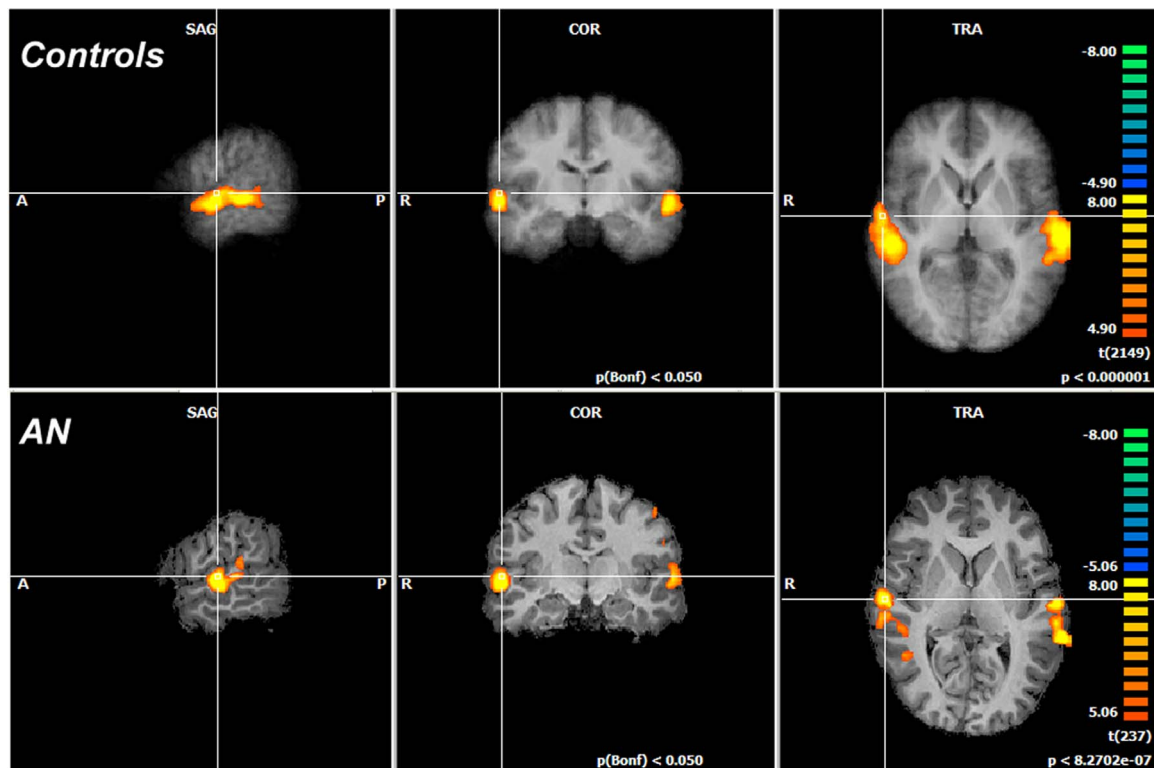 Controls
SAG
A
P
COR
R
p(Bonf) < 0.050
TRA
R
-8.00
-4.90
8.00
4.90
t(2149)
p < 0.000001
AN
SAG
A
P
COR
R
p(Bonf) < 0.050
TRA
R
-8.00
-5.06
8.00
5.06
t(237)
p < 8.2702e-07